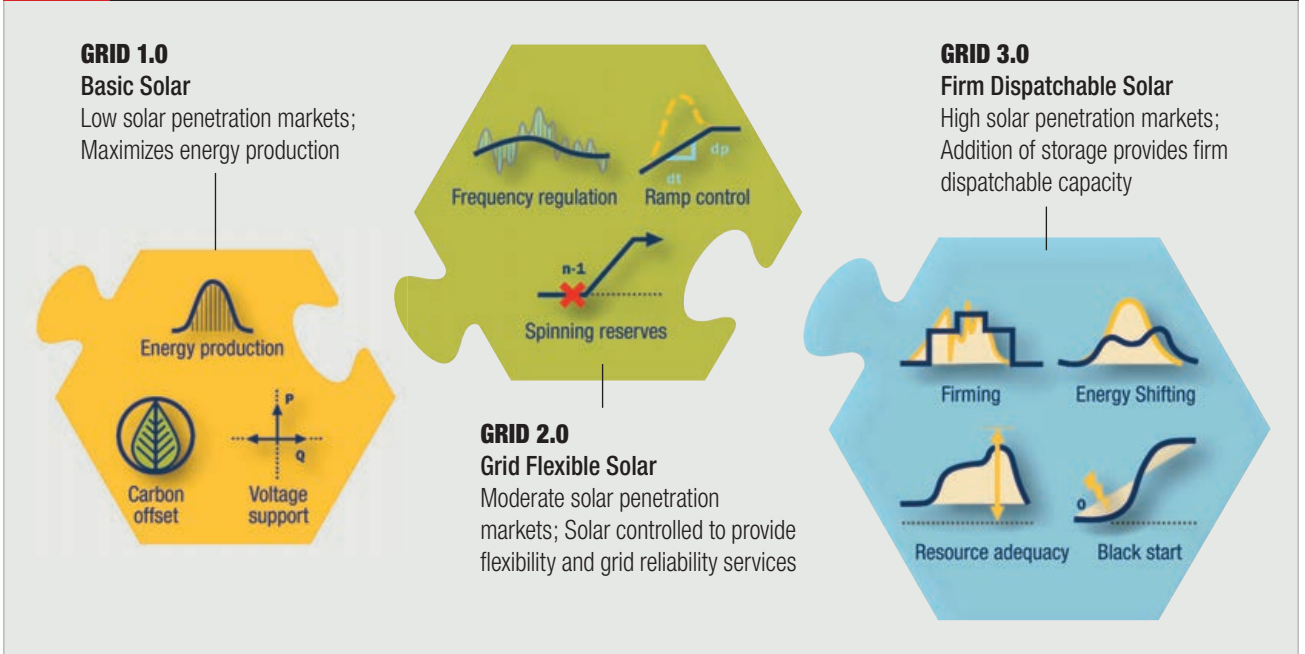 GRID 1.0
Basic Solar
Low solar penetration markets;
Maximizes energy production
Energy production
Carbon
offset
P
Q
Voltage
support
Frequency regulation
dp
dt
Ramp control
n-1
Spinning reserves
GRID 2.0
Grid Flexible Solar
Moderate solar penetration
markets; Solar controlled to provide
flexibility and grid reliability services
GRID 3.0
Firm Dispatchable Solar
High solar penetration markets;
Addition of storage provides firm
dispatchable capacity
Firming
Energy Shifting
Resource adequacy
0
Black start